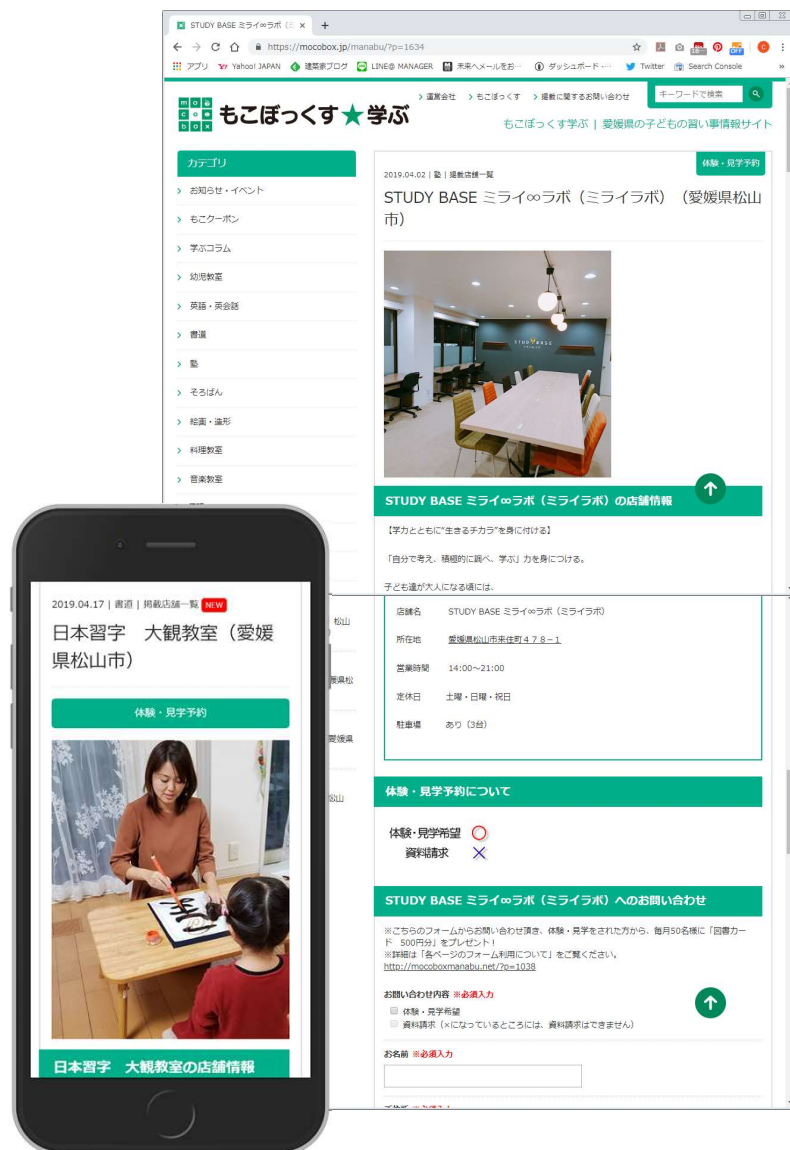 STUDY BASE ミライ∞ラボ（ミ
https://mocobox.jp/manabu/?p=1634
アプリ Yahoo! JAPAN 建築家ブログ LINE@ MANAGER 未来へメールをお… ダッシュボード ‹ … Twitter Search Console »
> 運営会社 > もこぼっくす > 掲載に関するお問い合わせ キーワードで検索
moco
box
もこぼっくす★学ぶ
もこぼっくす学ぶ | 愛媛県の子どもの習い事情報サイト
カテゴリ
> お知らせ・イベント
> もこクーポン
> 学ぶコラム
> 幼児教室
> 英語・英会話
> 書道
> 塾
> そろばん
> 絵画・造形
> 料理教室
> 音楽教室
体験・見学予約
2019.04.02 | 塾 | 掲載店舗一覧
STUDY BASE ミライ∞ラボ（ミライラボ）（愛媛県松山
市）
STUDY BASE
STUDY BASE ミライ∞ラボ（ミライラボ）の店舗情報
【学力とともに“生きるチカラ”を身に付ける】
「自分で考え、積極的に調べ、学ぶ」力を身につける。
子ども達が大人になる頃には、
店舗名 STUDY BASE ミライ∞ラボ（ミライラボ）
所在地 愛媛県松山市来住町４７８－１
営業時間 14:00～21:00
定休日 土曜・日曜・祝日
駐車場 あり（3台）
松山
）
媛県松
愛媛県
松山
体験・見学予約について
体験・見学希望 ○
資料請求 ×
STUDY BASE ミライ∞ラボ（ミライラボ）へのお問い合わせ
※こちらのフォームからお問い合わせ頂き、体験・見学をされた方から、毎月50名様に「図書カー
ド 500円分」をプレゼント！
※詳細は「各ページのフォーム利用について」をご覧ください。
http://mocoboxmanabu.net/?p=1038
お問い合わせ内容 ※必須入力
体験・見学希望
資料請求（×になっているところには、資料請求はできません）
お名前 ※必須入力
2019.04.17 | 書道 | 掲載店舗一覧 NEW
日本習字　大観教室（愛媛
県松山市）
体験・見学予約
日本習字　大観教室の店舗情報